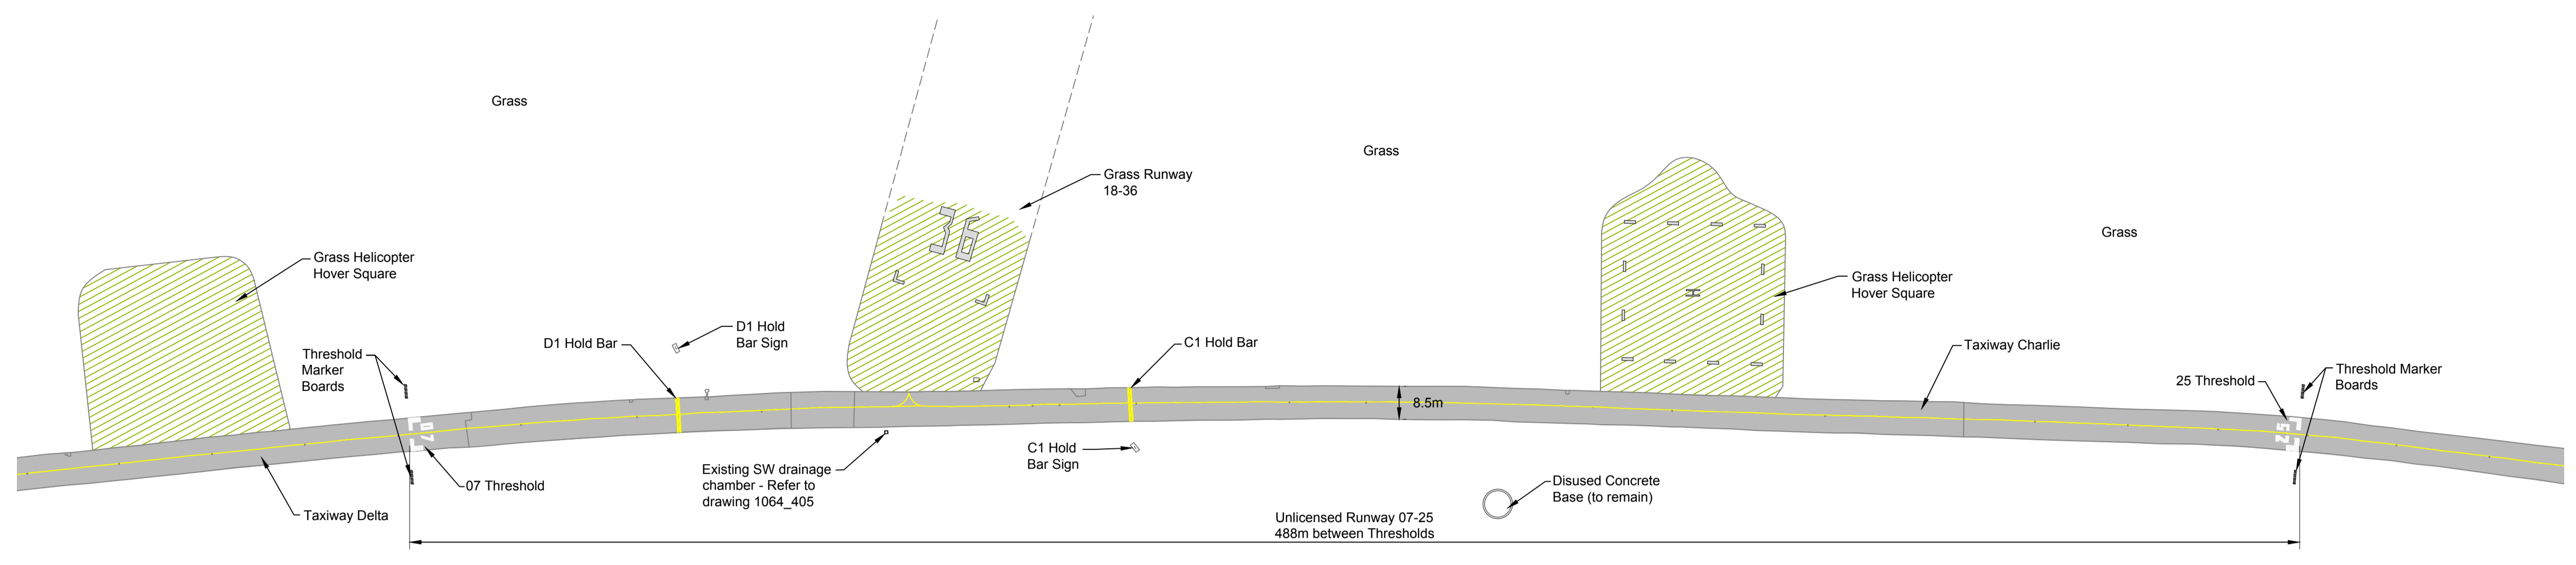 Grass
Grass
Grass Runway
18-36
Grass
36
Grass Helicopter
Hover Square
Grass Helicopter
Hover Square
H
D1 Hold
Bar Sign
D1 Hold Bar
C1 Hold Bar
Taxiway Charlie
Threshold
Marker
Boards
Threshold Marker
Boards
25 Threshold
8.5m
07
25
C1 Hold
Bar Sign
Existing SW drainage
chamber - Refer to
drawing 1064_405
07 Threshold
Disused Concrete
Base (to remain)
Taxiway Delta
Unlicensed Runway 07-25
488m between Thresholds